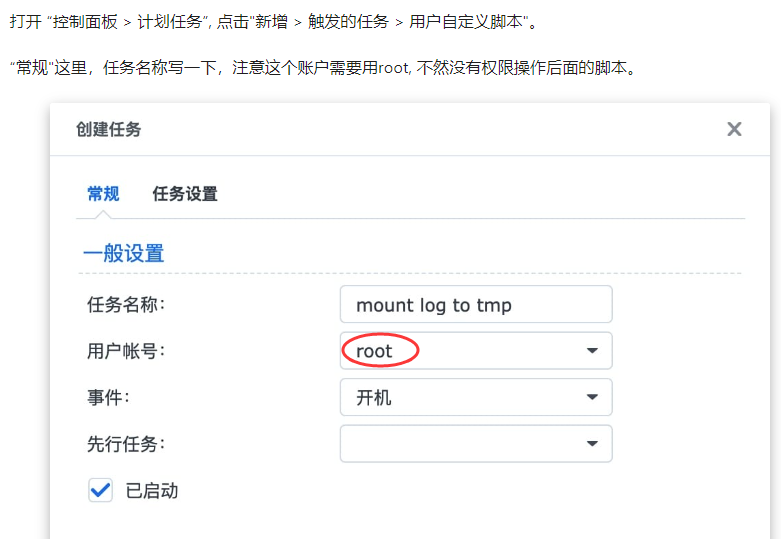 打开 “控制面板 > 计划任务”, 点击"新增 > 触发的任务 > 用户自定义脚本"。
“常规"这里，任务名称写一下，注意这个账户需要用root, 不然没有权限操作后面的脚本。
创建任务
常规 任务设置
一般设置
任务名称： mount log to tmp
用户帐号： root
事件： 开机
先行任务：
已启动